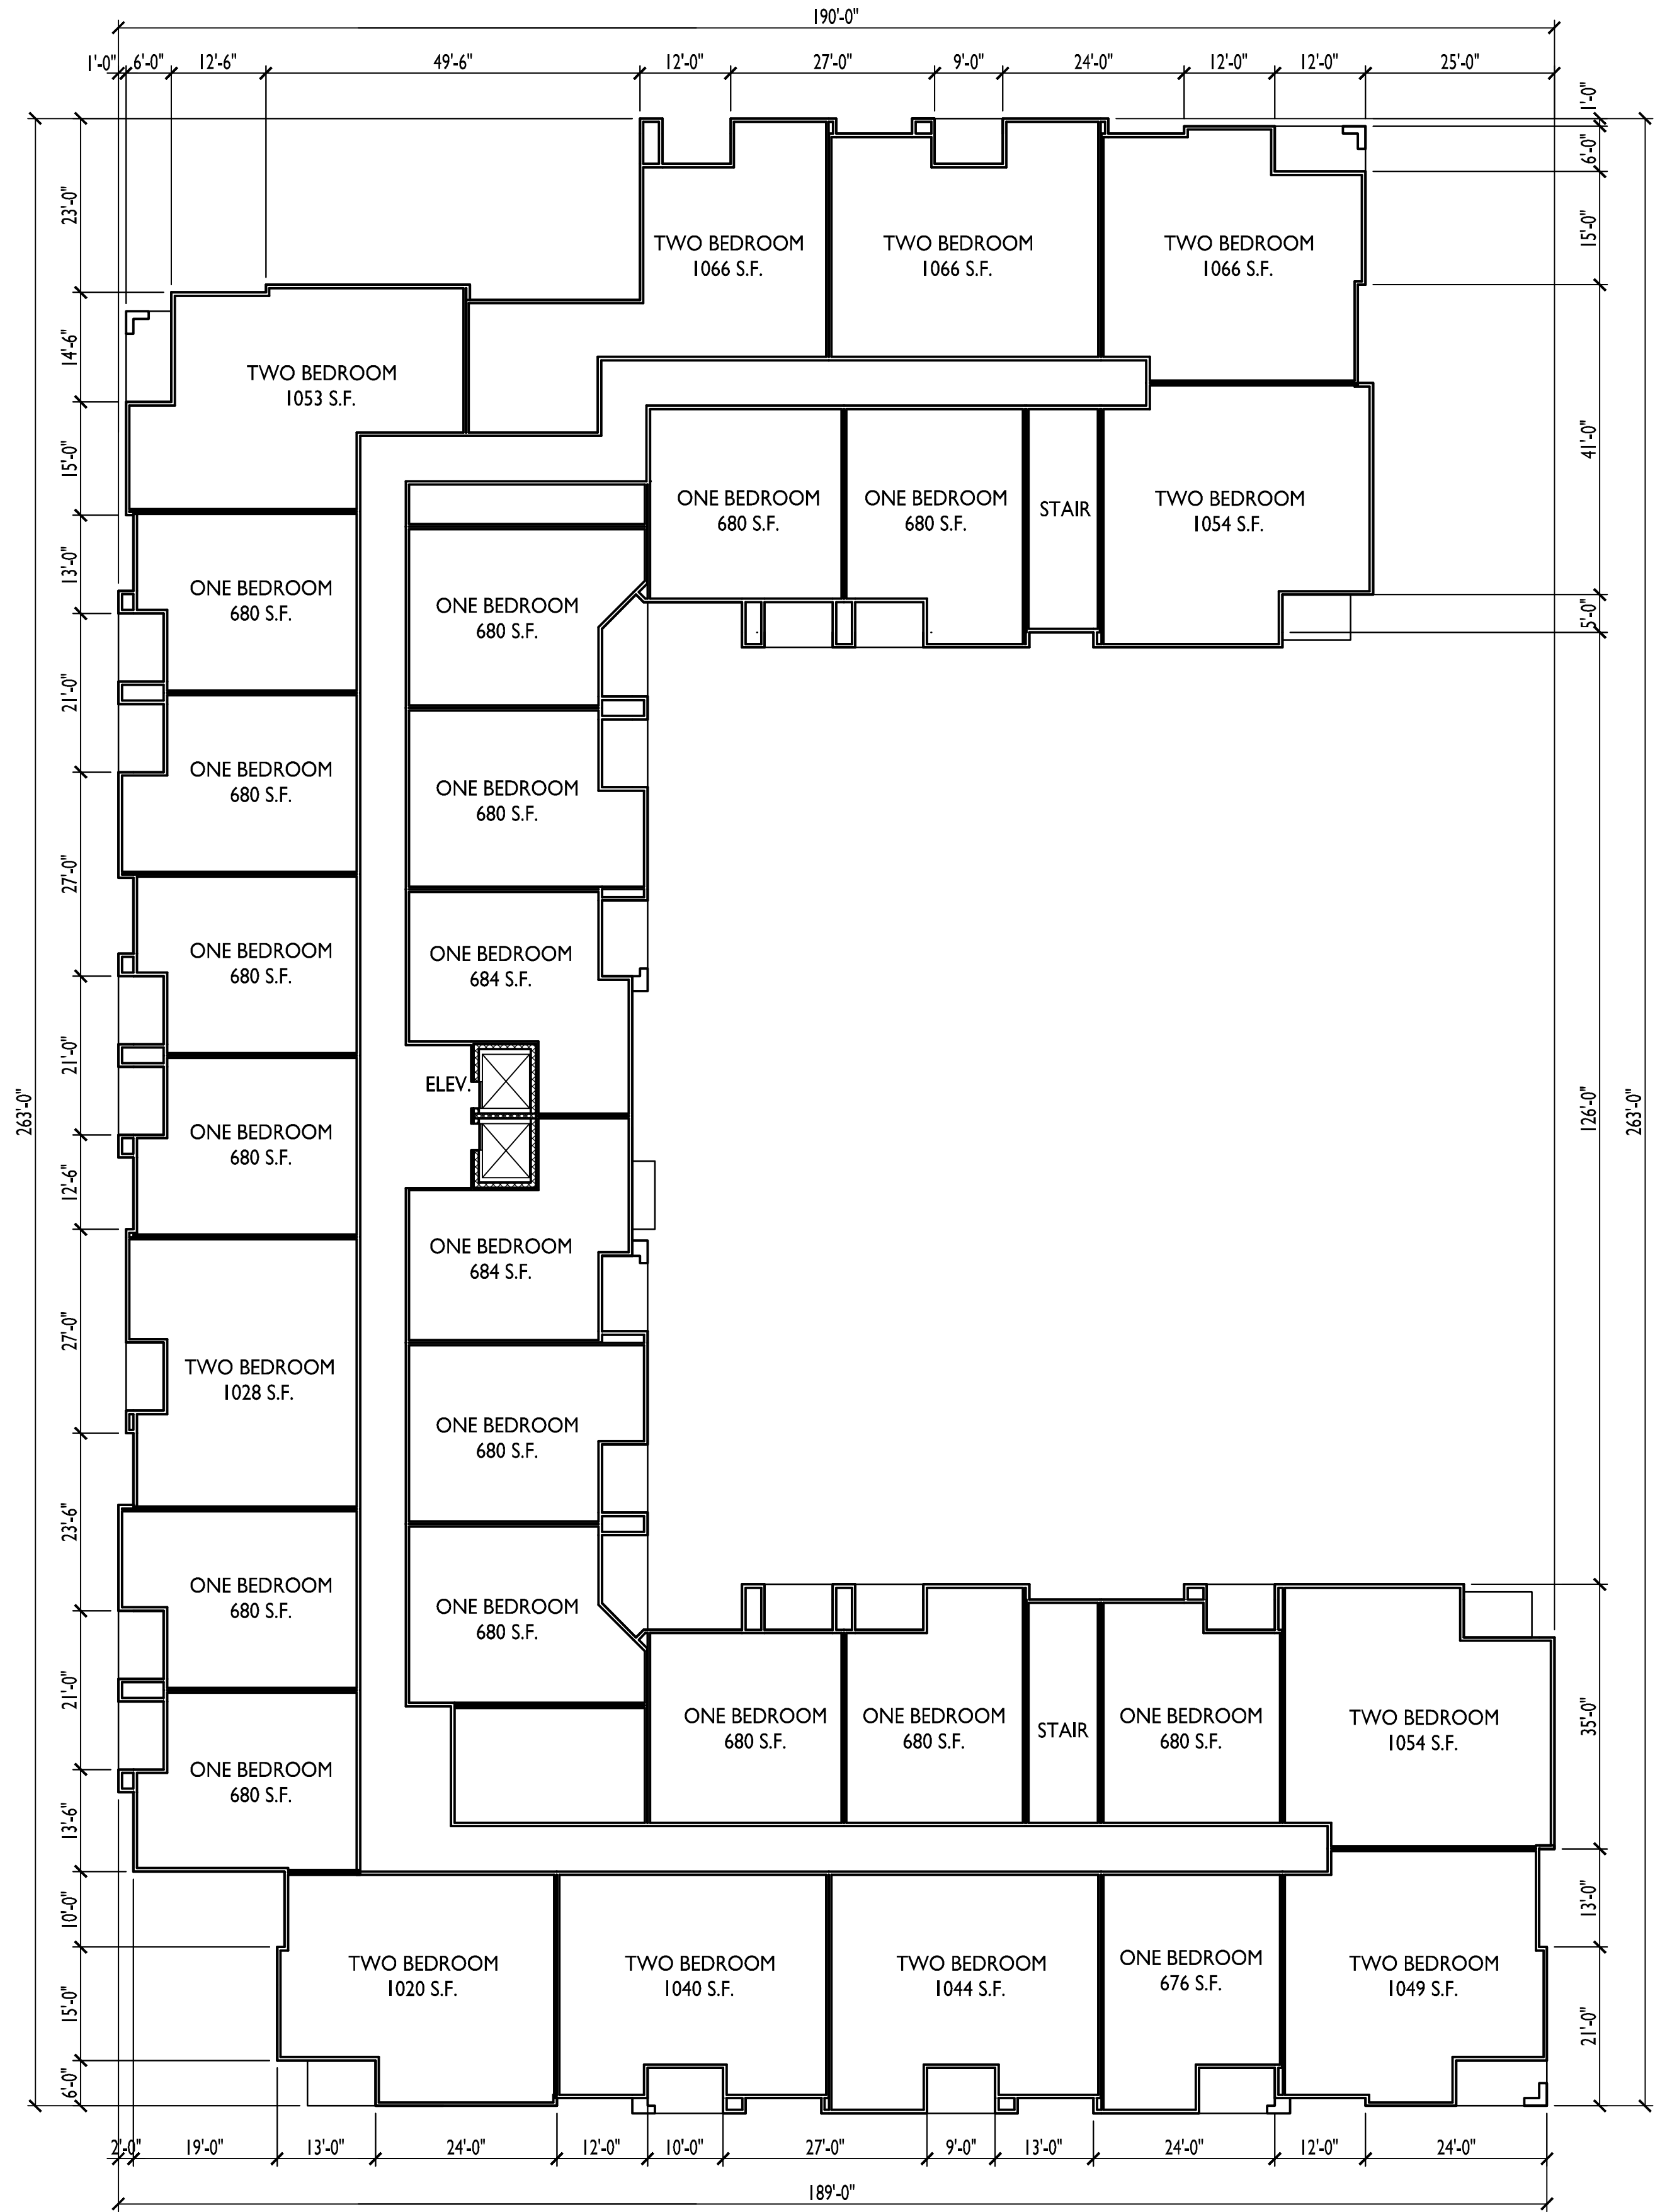 190'-0"
1'-0"
6'-0"
12'-6"
49'-6"
12'-0"
27'-0"
9'-0"
24'-0"
12'-0"
12'-0"
25'-0"
1'-0"
6'-0"
15'-0"
41'-0"
5'-0"
126'-0"
263'-0"
35'-0"
13'-0"
21'-0"
263'-0"
23'-0"
14'-6"
15'-0"
13'-0"
21'-0"
27'-0"
21'-0"
12'-6"
27'-0"
23'-6"
21'-0"
13'-6"
10'-0"
15'-0"
6'-0"
TWO BEDROOM
1066 S.F.
TWO BEDROOM
1066 S.F.
TWO BEDROOM
1066 S.F.
TWO BEDROOM
1053 S.F.
ONE BEDROOM
680 S.F.
ONE BEDROOM
680 S.F.
STAIR
TWO BEDROOM
1054 S.F.
ONE BEDROOM
680 S.F.
ONE BEDROOM
680 S.F.
ONE BEDROOM
680 S.F.
ONE BEDROOM
680 S.F.
ONE BEDROOM
680 S.F.
ONE BEDROOM
684 S.F.
ELEV.
ONE BEDROOM
680 S.F.
ONE BEDROOM
684 S.F.
TWO BEDROOM
1028 S.F.
ONE BEDROOM
680 S.F.
ONE BEDROOM
680 S.F.
ONE BEDROOM
680 S.F.
ONE BEDROOM
680 S.F.
ONE BEDROOM
680 S.F.
ONE BEDROOM
680 S.F.
STAIR
ONE BEDROOM
680 S.F.
TWO BEDROOM
1054 S.F.
TWO BEDROOM
1020 S.F.
TWO BEDROOM
1040 S.F.
TWO BEDROOM
1044 S.F.
ONE BEDROOM
676 S.F.
TWO BEDROOM
1049 S.F.
2'-0"
19'-0"
13'-0"
24'-0"
12'-0"
10'-0"
27'-0"
9'-0"
13'-0"
24'-0"
12'-0"
24'-0"
189'-0"